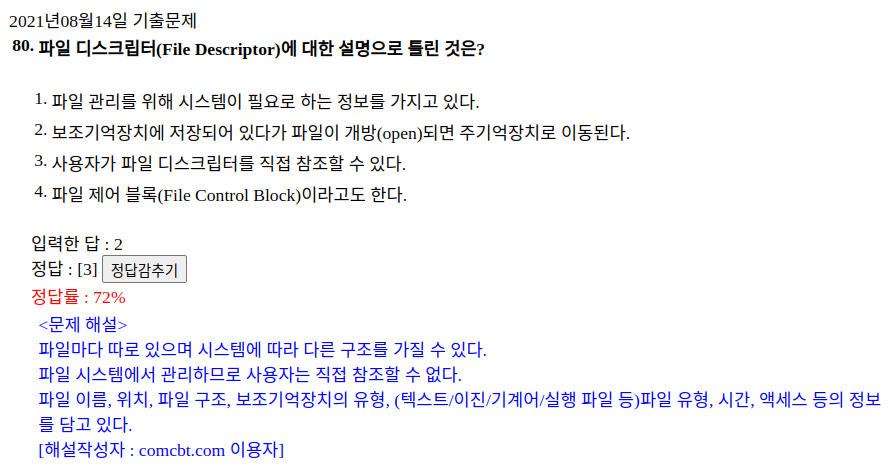 2021년08월14일 기출문제
80. 파일 디스크립터(File Descriptor)에 대한 설명으로 틀린 것은?
1. 파일 관리를 위해 시스템이 필요로 하는 정보를 가지고 있다.
2. 보조기억장치에 저장되어 있다가 파일이 개방(open)되면 주기억장치로 이동된다.
3. 사용자가 파일 디스크립터를 직접 참조할 수 있다.
4. 파일 제어 블록(File Control Block)이라고도 한다.
입력한 답 : 2
정답 : [3] 정답감추기
정답률 : 72%
<문제 해설>
파일마다 따로 있으며 시스템에 따라 다른 구조를 가질 수 있다.
파일 시스템에서 관리하므로 사용자는 직접 참조할 수 없다.
파일 이름, 위치, 파일 구조, 보조기억장치의 유형, (텍스트/이진/기계어/실행 파일 등)파일 유형, 시간, 액세스 등의 정보
를 담고 있다.
[해설작성자 : comcbt.com 이용자]